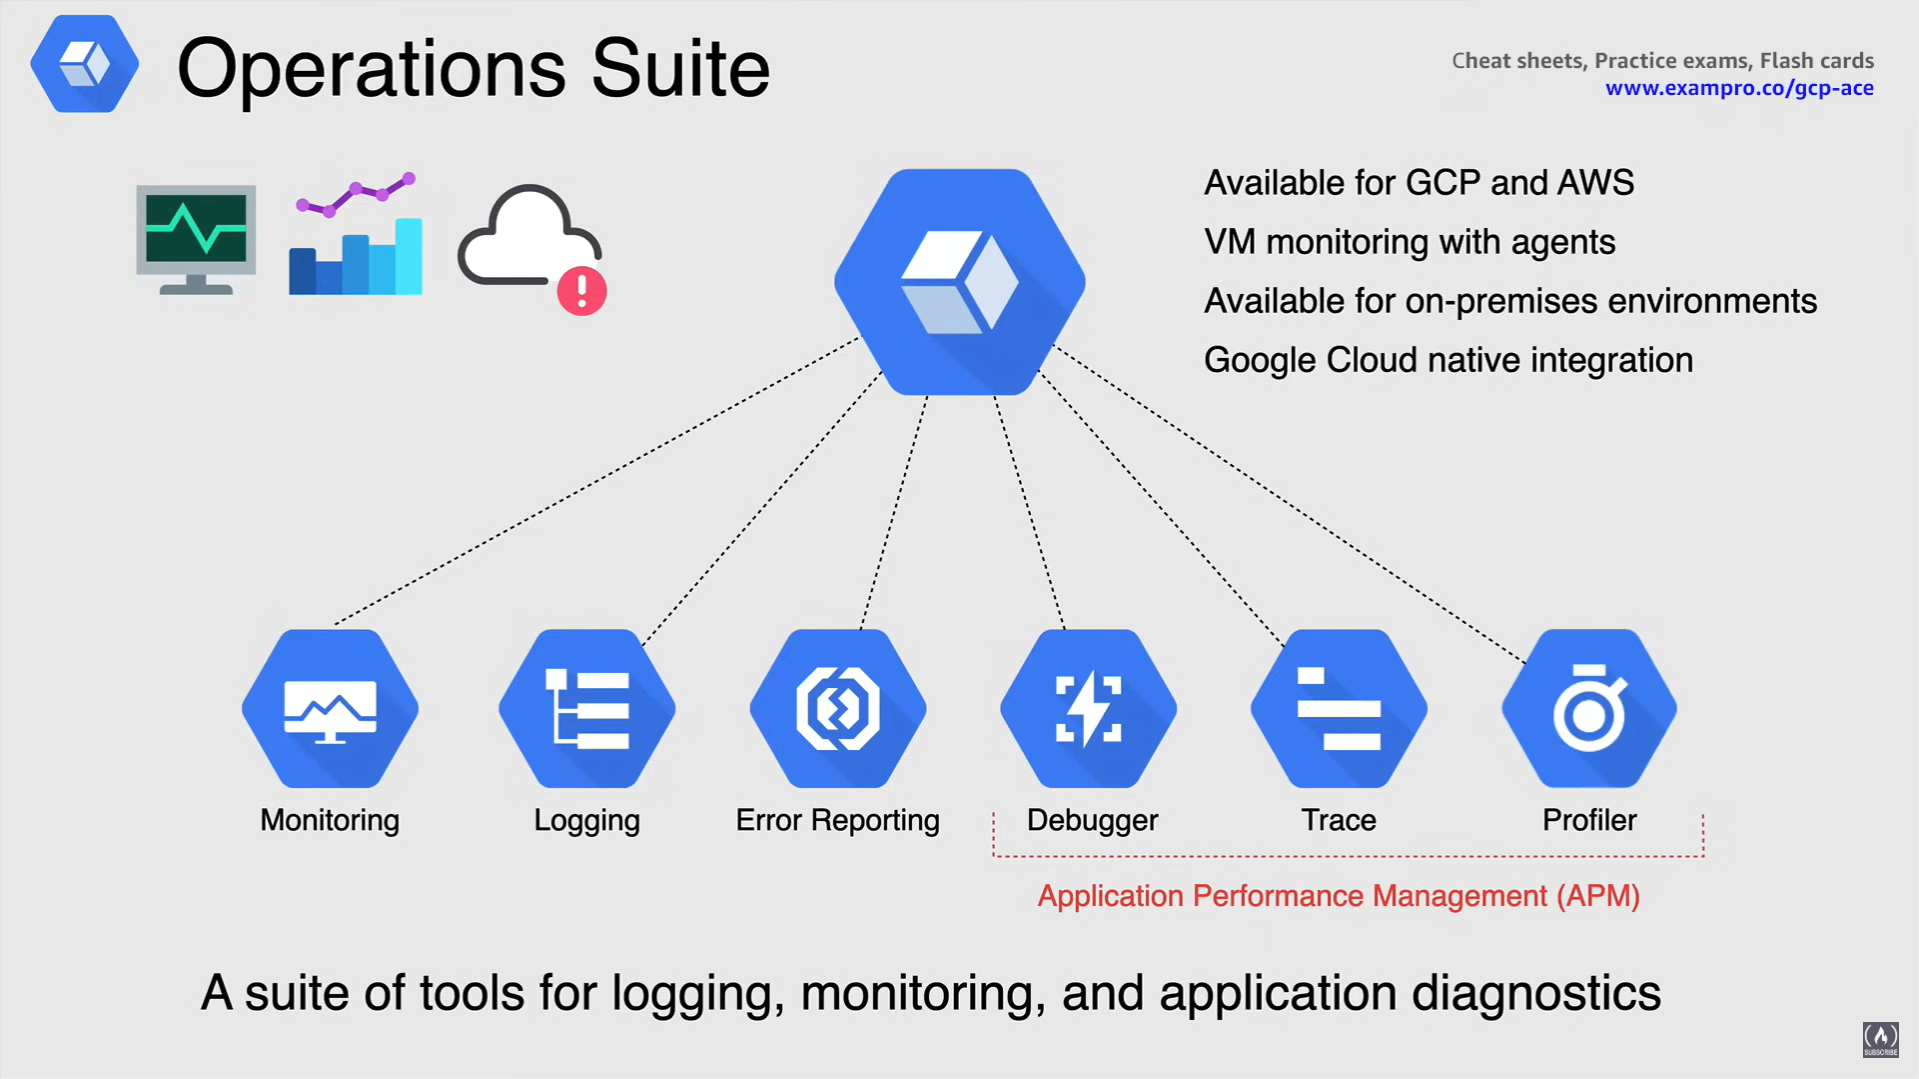 Operations Suite
Cheat sheets, Practice exams, Flash cards
www.exampro.co/gcp-ace
Available for GCP and AWS
VM monitoring with agents
Available for on-premises environments
Google Cloud native integration
Monitoring
Logging
Error Reporting
Debugger
Trace
Profiler
Application Performance Management (APM)
A suite of tools for logging, monitoring, and application diagnostics
SUBSCRIBE